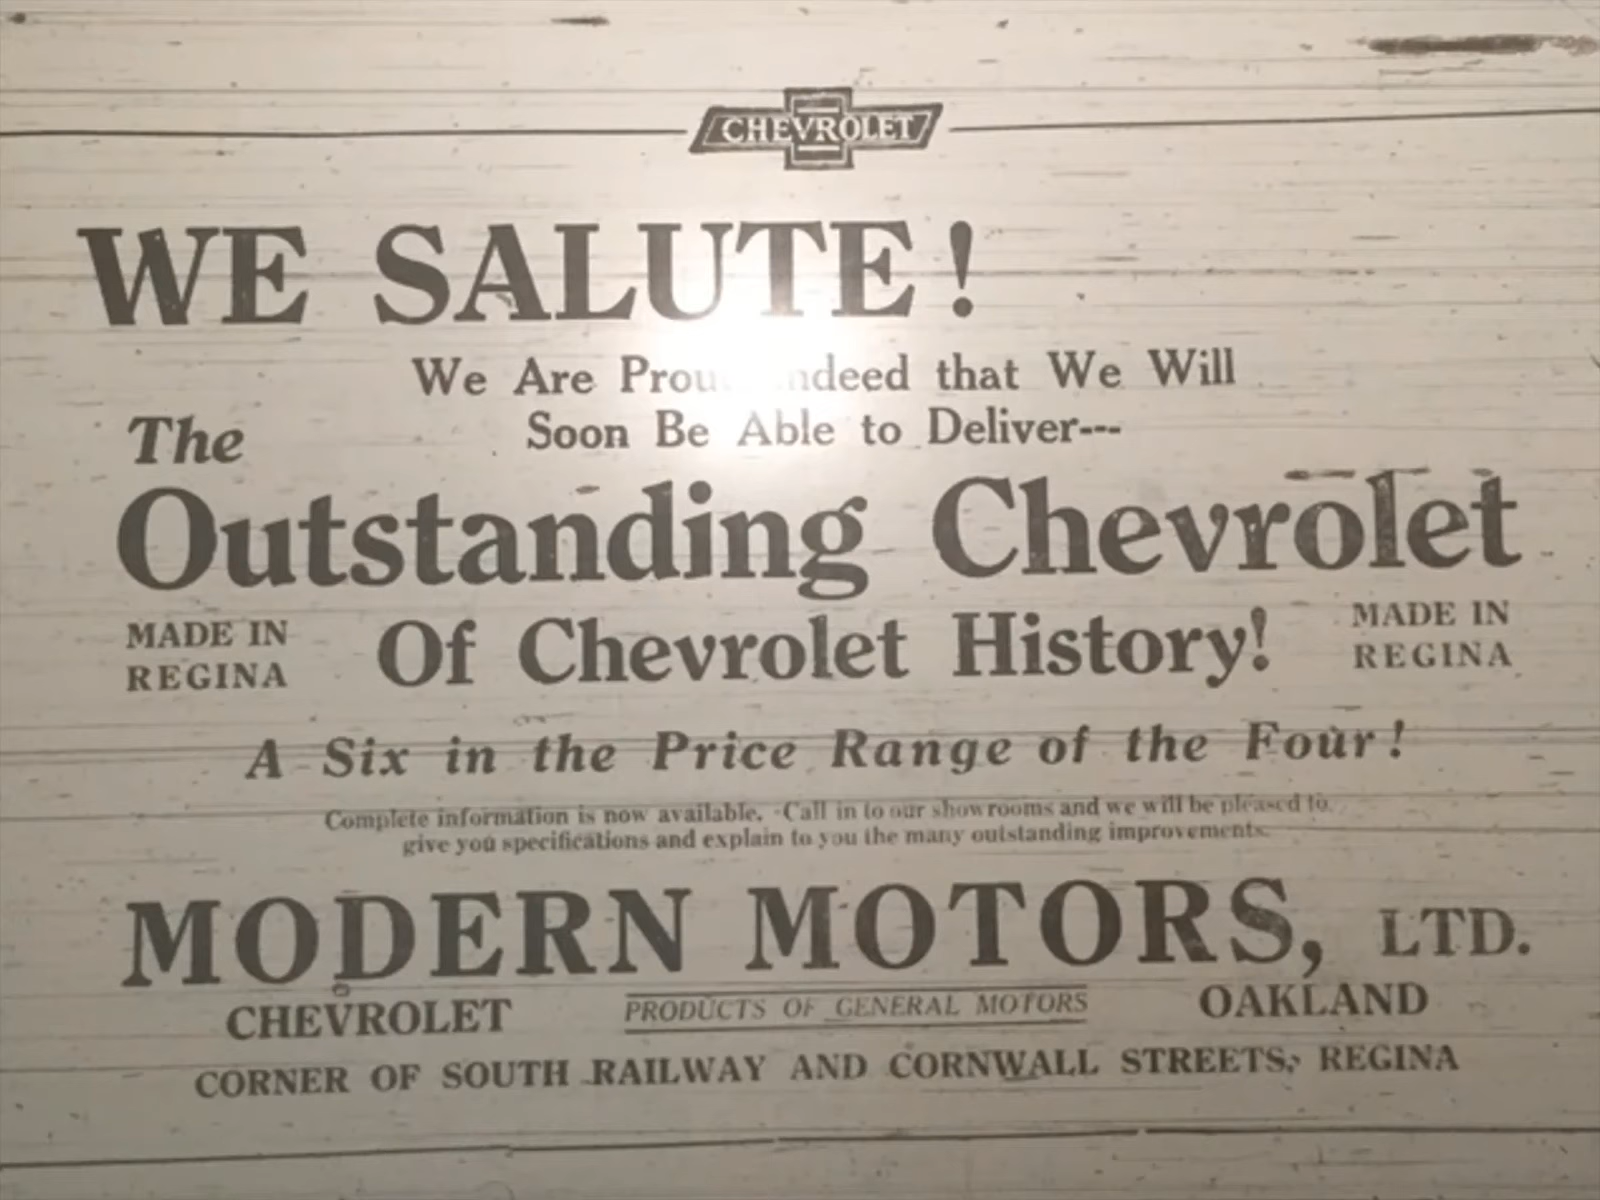 CHEVROLET
WE SALUTE!
We Are Indeed that We Will
Soon Be Able to Deliver---
The
Outstanding Chevrolet
MADE IN
REGINA
Of Chevrolet History!
MADE IN
REGINA
A Six in the Price Range of the Four!
Complete information is now available. Call in to our showrooms and we will be pleased to
give you specifications and explain to you the many outstanding improvements.
MODERN MOTORS, LTD.
CHEVROLET
PRODUCTS OF GENERAL MOTORS
OAKLAND
CORNER OF SOUTH RAILWAY AND CORNWALL STREETS, REGINA